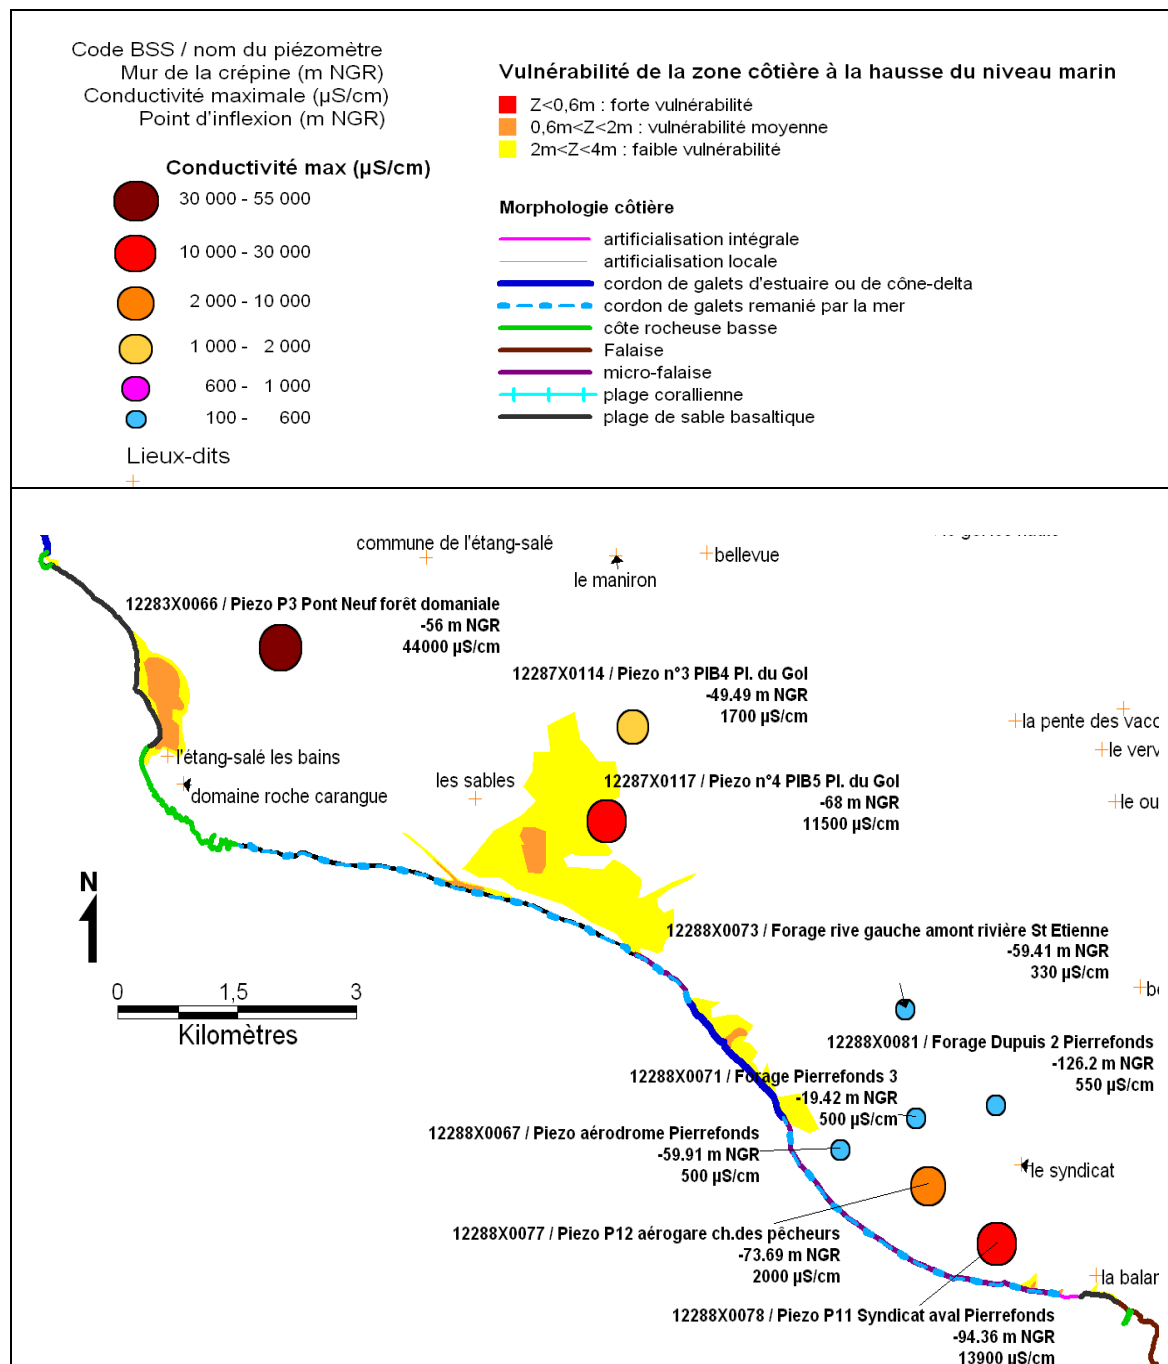 Code BSS / nom du piézomètre
Mur de la crépine (m NGR)
Conductivité maximale (µS/cm)
Point d'inflexion (m NGR)
Conductivité max (µS/cm)
30 000 - 55 000
10 000 - 30 000
2 000 - 10 000
1 000 - 2 000
600 - 1 000
100 - 600
Lieux-dits
Vulnérabilité de la zone côtière à la hausse du niveau marin
Z<0,6m : forte vulnérabilité
0,6m<Z<2m : vulnérabilité moyenne
2m<Z<4m : faible vulnérabilité
Morphologie côtière
artificialisation intégrale
artificialisation locale
cordon de galets d'estuaire ou de cône-delta
cordon de galets remanié par la mer
côte rocheuse basse
Falaise
micro-falaise
plage corallienne
plage de sable basaltique
commune de l'étang-salé
le maniron
bellevue
12283X0066 / Piezo P3 Pont Neuf forêt domaniale
-56 m NGR
44000 µS/cm
12287X0114 / Piezo n°3 PIB4 Pl. du Gol
-49.49 m NGR
1700 µS/cm
la pente des vaco
le verv
l'étang-salé les bains
domaine roche carangue
les sables
12287X0117 / Piezo n°4 PIB5 Pl. du Gol
-68 m NGR
11500 µS/cm
le ou
N
0 1,5 3
Kilomètres
12288X0073 / Forage rive gauche amont rivière St Etienne
-59.41 m NGR
330 µS/cm
be
12288X0081 / Forage Dupuis 2 Pierrefonds
-126.2 m NGR
550 µS/cm
12288X0071 / Forage Pierrefonds 3
-19.42 m NGR
500 µS/cm
12288X0067 / Piezo aérodrome Pierrefonds
-59.91 m NGR
500 µS/cm
le syndicat
12288X0077 / Piezo P12 aérogare ch.des pêcheurs
-73.69 m NGR
2000 µS/cm
la balan
12288X0078 / Piezo P11 Syndicat aval Pierrefonds
-94.36 m NGR
13900 µS/cm